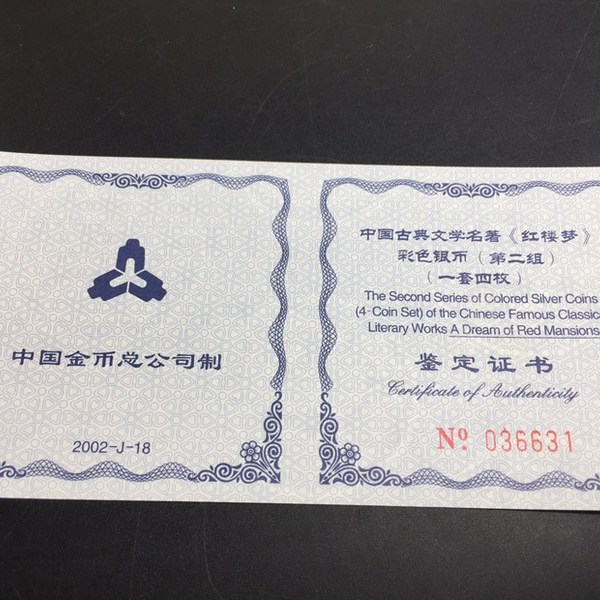 中国金币总公司制
2002-J-18
中国古典文学名著《红楼梦》
彩色银币（第二组）
（一套四枚）
The Second Series of Colored Silver Coins
(4-Coin Set) of the Chinese Famous Classical
Literary Works A Dream of Red Mansions
鉴定证书
Certificate of Authenticity
Nº 036631